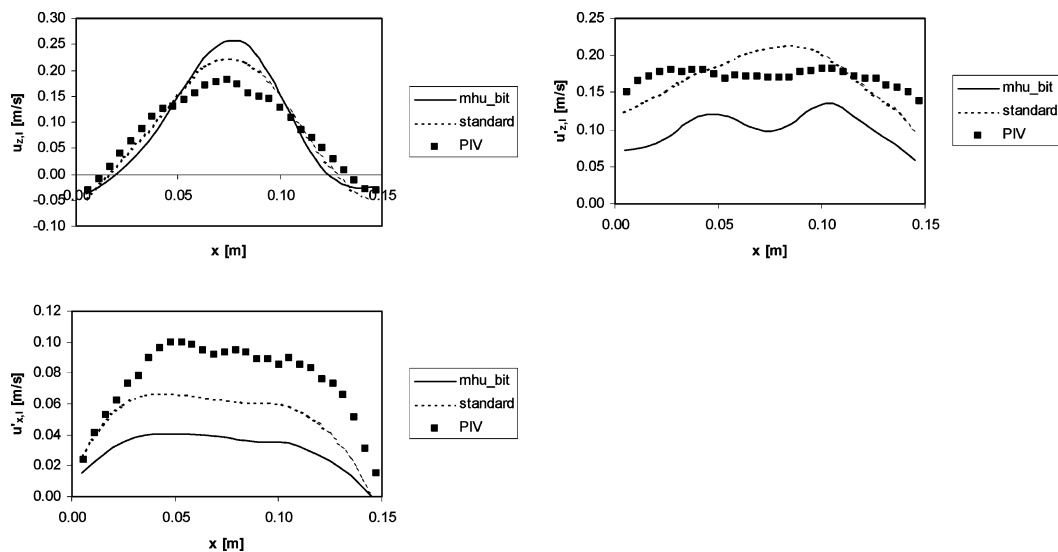 0.30
0.25
0.20
0.15
0.10
0.05
0.00
-0.05
-0.10
0.00 0.05 0.10 0.15
u_z,l [m/s]
x [m]
mhu_bit
standard
PIV
0.25
0.20
0.15
0.10
0.05
0.00
0.00 0.05 0.10 0.15
u'_z,l [m/s]
x [m]
mhu_bit
standard
PIV
0.12
0.10
0.08
0.06
0.04
0.02
0.00
0.00 0.05 0.10 0.15
u'_x,l [m/s]
x [m]
mhu_bit
standard
PIV